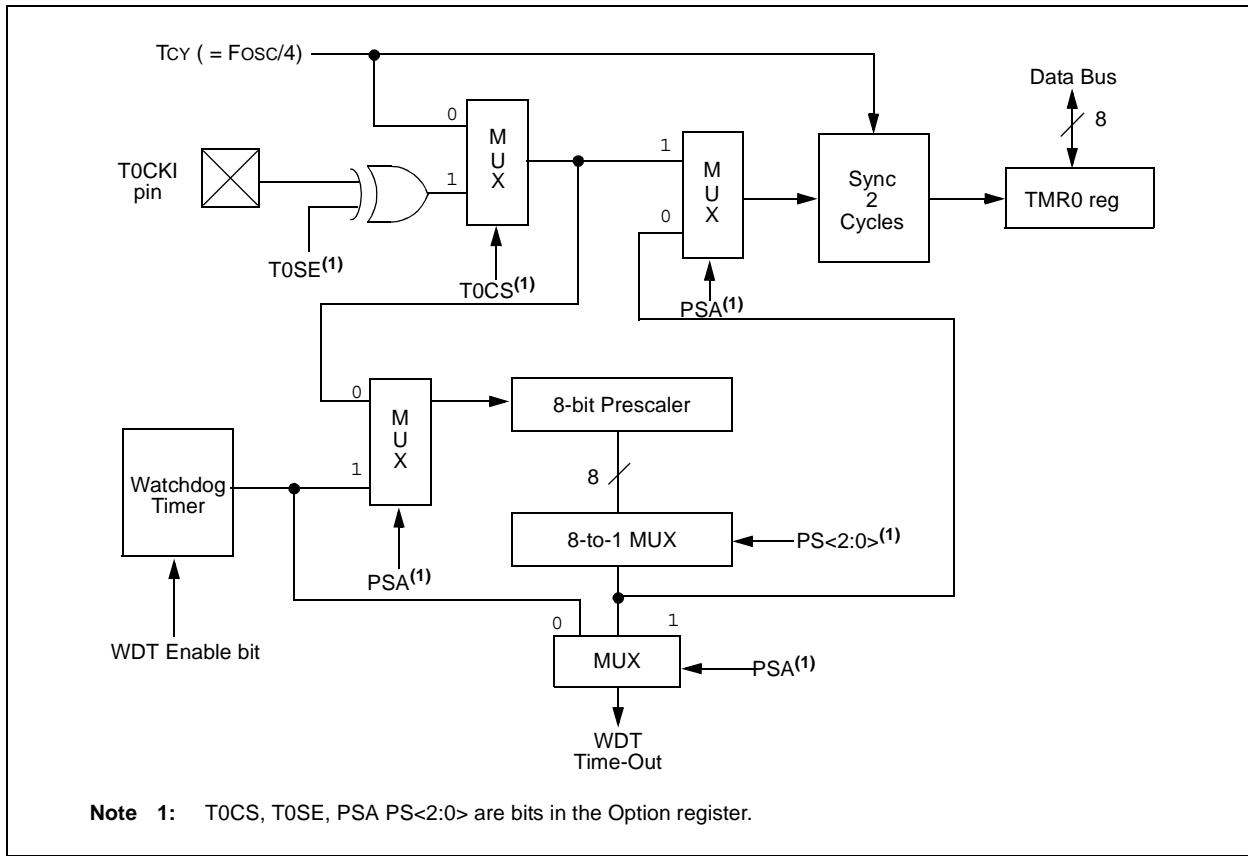 TCY ( = FOSC/4)
Data Bus
8
0
M
U
X
1
T0CKI
pin
T0SE(1)
T0CS(1)
1
0
M
U
X
PSA(1)
Sync
2
Cycles
TMR0 reg
0
M
U
X
1
PSA(1)
8-bit Prescaler
8
Watchdog
Timer
8-to-1 MUX
PS<2:0>(1)
WDT Enable bit
0
1
MUX
PSA(1)
WDT
Time-Out
Note 1: T0CS, T0SE, PSA PS<2:0> are bits in the Option register.